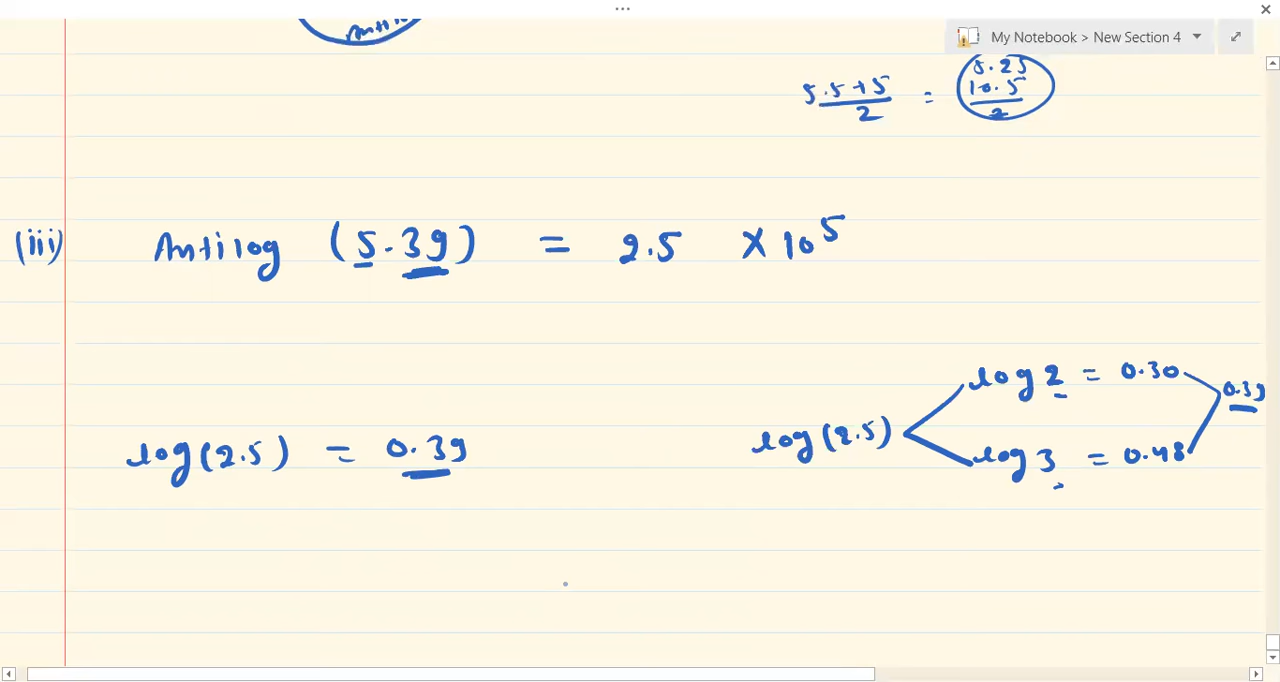 Antilog
My Notebook > New Section 4
5.25
5.5+5 / 2 = 10.5 / 2
(iii) Antilog (5.39) = 2.5 × 10^5
log 2 = 0.30
0.39
log(2.5)
log 3 = 0.48
log(2.5) = 0.39